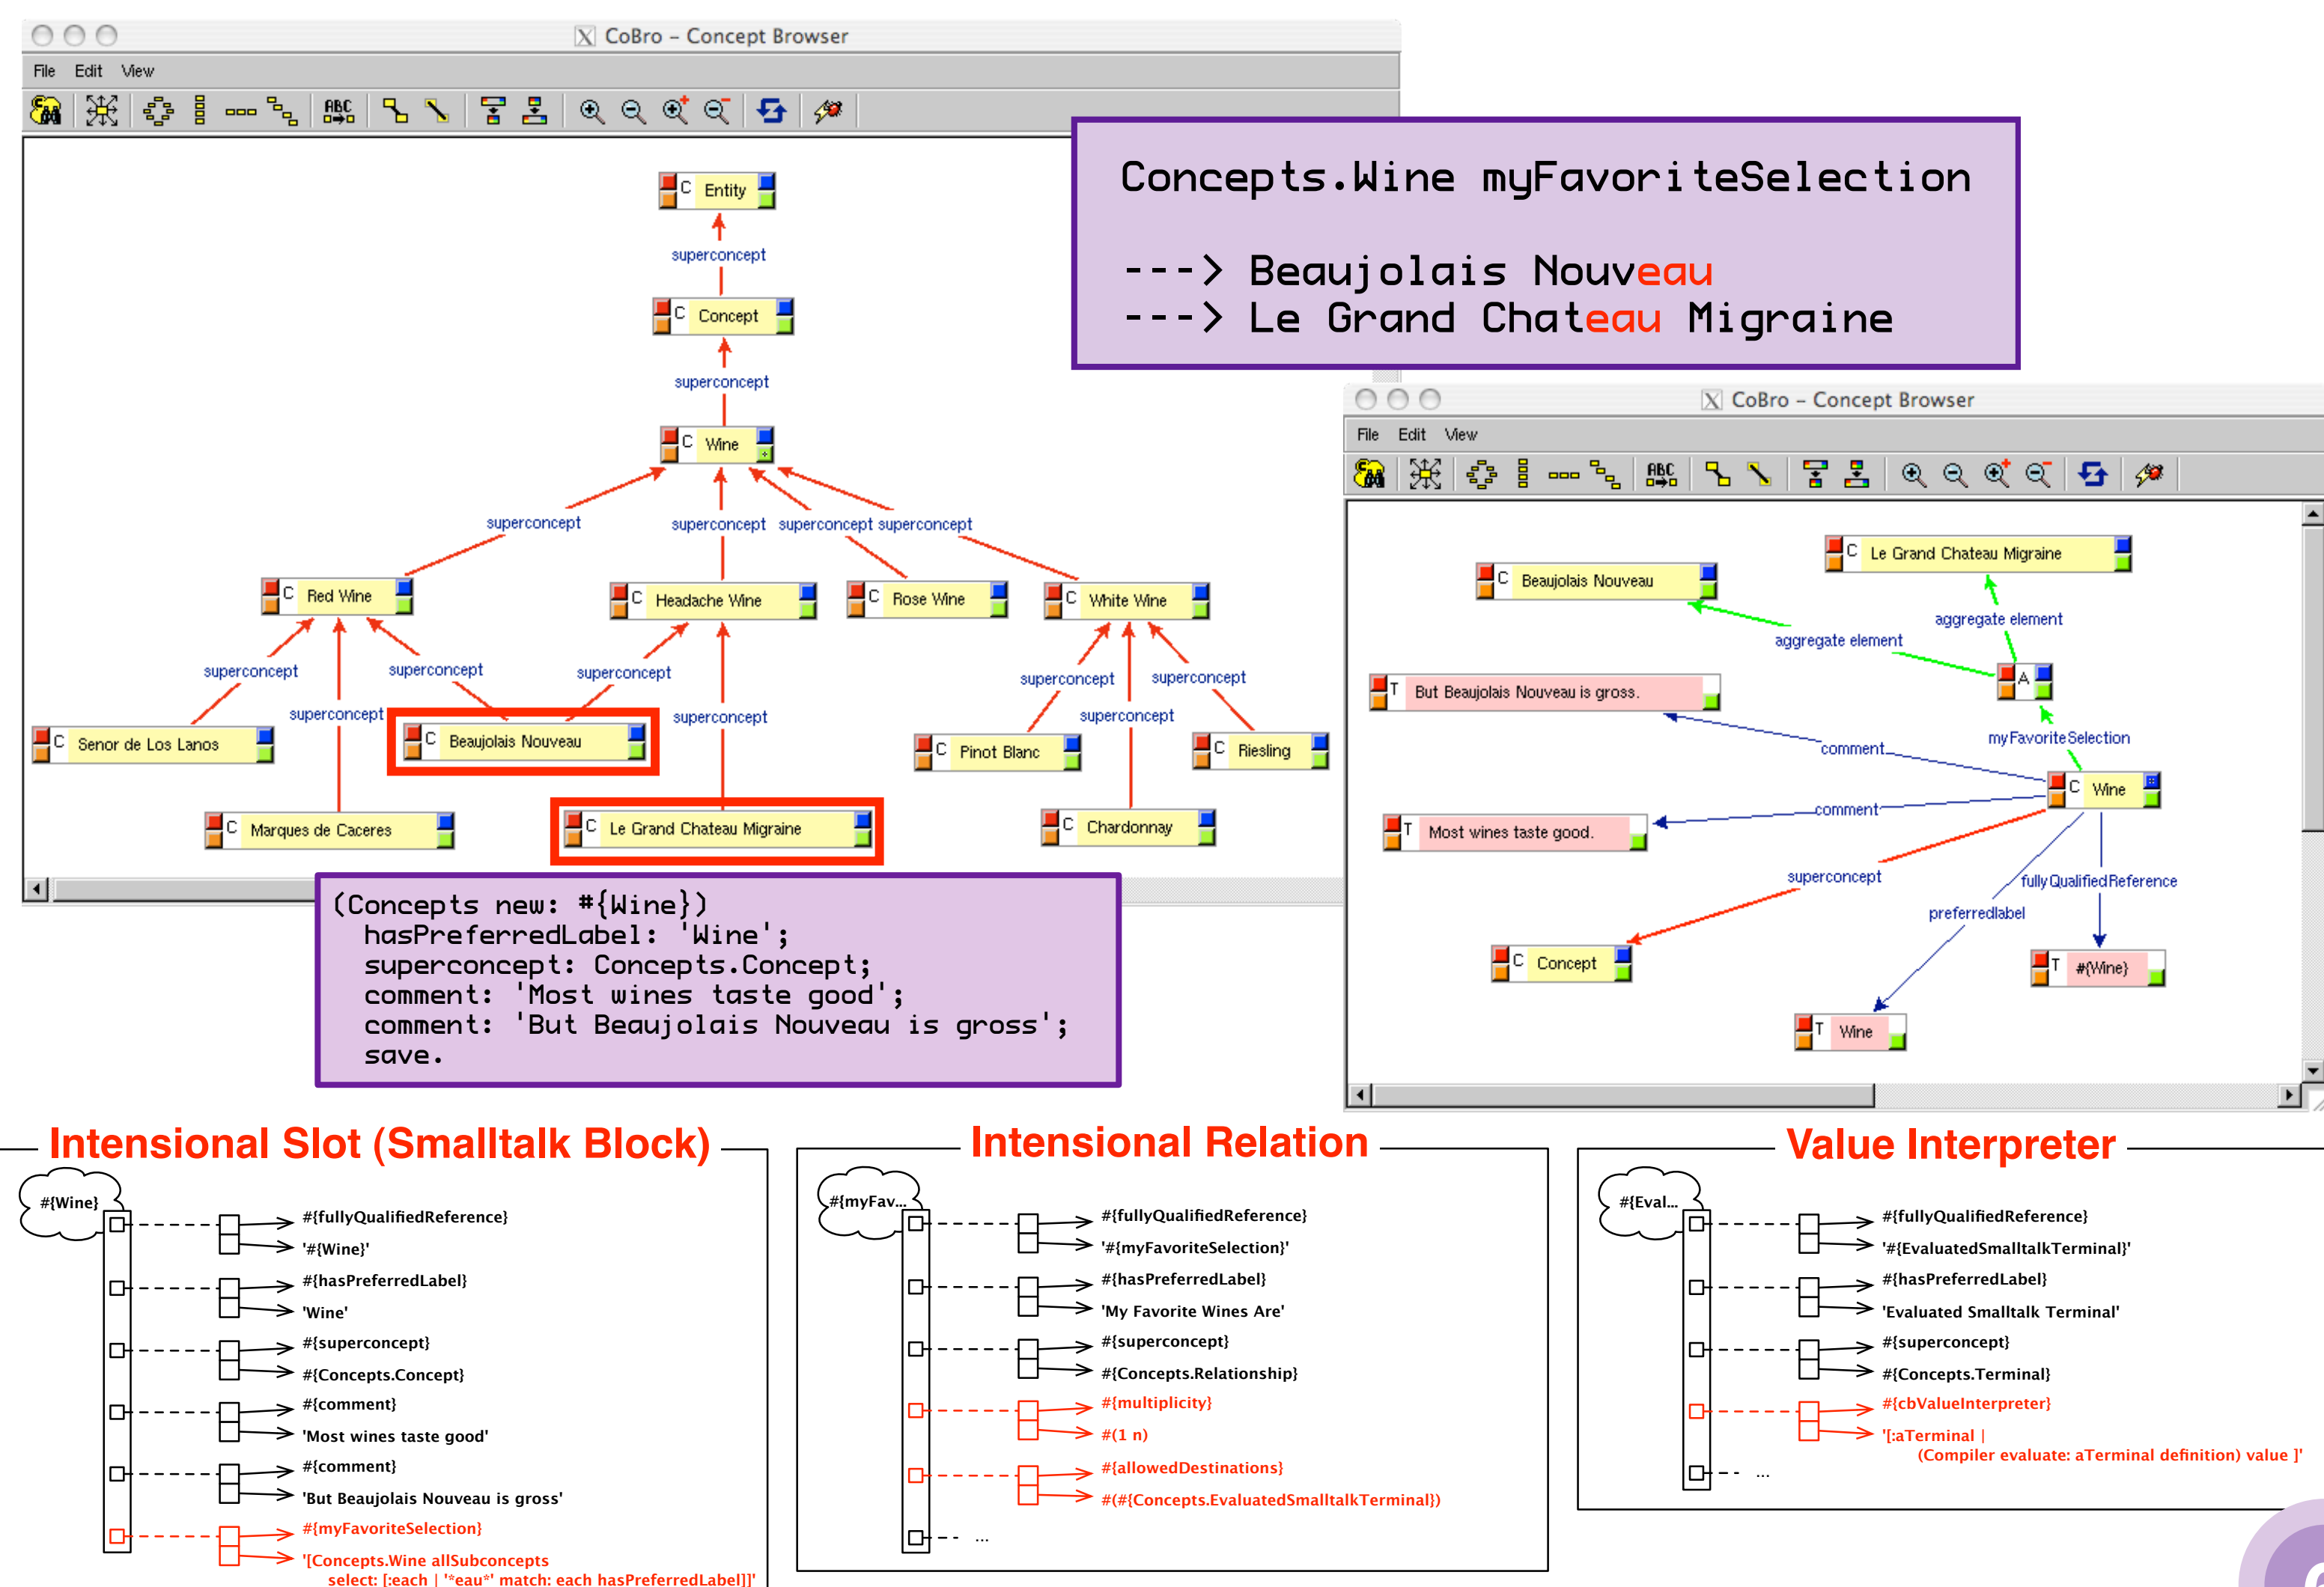 CoBro – Concept Browser
File Edit View
ABC
Entity
C
superconcept
C Concept
superconcept
C Wine
superconcept superconcept superconcept superconcept
C Red Wine
C Headache Wine
C Rose Wine
C White Wine
superconcept superconcept superconcept superconcept superconcept
superconcept superconcept superconcept
C Senor de Los Lanos
C Beaujolais Nouveau
C Pinot Blanc
C Riesling
C Marques de Caceres
C Le Grand Chateau Migraine
C Chardonnay
Concepts.Wine myFavoriteSelection
---> Beaujolais Nouveau
---> Le Grand Chateau Migraine
(Concepts new: #{Wine})
hasPreferredLabel: 'Wine';
superconcept: Concepts.Concept;
comment: 'Most wines taste good';
comment: 'But Beaujolais Nouveau is gross';
save.
CoBro – Concept Browser
File Edit View
ABC
C Le Grand Chateau Migraine
C Beaujolais Nouveau
aggregate element
aggregate element
A
T But Beaujolais Nouveau is gross.
myFavoriteSelection
comment
C Wine
comment
T Most wines taste good.
superconcept
fullyQualifiedReference
preferredlabel
C Concept
T #{Wine}
T Wine
Intensional Slot (Smalltalk Block)
#{Wine}
#{fullyQualifiedReference}
'#{Wine}'
#{hasPreferredLabel}
'Wine'
#{superconcept}
#{Concepts.Concept}
#{comment}
'Most wines taste good'
#{comment}
'But Beaujolais Nouveau is gross'
#{myFavoriteSelection}
'[Concepts.Wine allSubconcepts
select: [:each | '*eau*' match: each hasPreferredLabel]]'
Intensional Relation
#{myFav...
#{fullyQualifiedReference}
'#{myFavoriteSelection}'
#{hasPreferredLabel}
'My Favorite Wines Are'
#{superconcept}
#{Concepts.Relationship}
#{multiplicity}
#(1 n)
#{allowedDestinations}
#(#{Concepts.EvaluatedSmalltalkTerminal})
...
Value Interpreter
#{Eval...
#{fullyQualifiedReference}
'#{EvaluatedSmalltalkTerminal}'
#{hasPreferredLabel}
'Evaluated Smalltalk Terminal'
#{superconcept}
#{Concepts.Terminal}
#{cbValueInterpreter}
'[:aTerminal |
(Compiler evaluate: aTerminal definition) value ]'
...